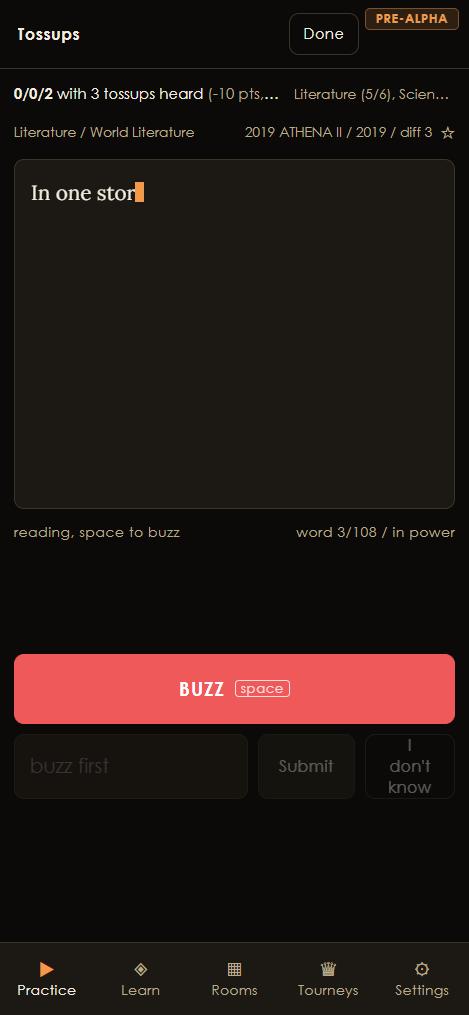 Tossups
Done
PRE-ALPHA
0/0/2 with 3 tossups heard (-10 pts,... Literature (5/6), Scien...
Literature / World Literature
2019 ATHENA II / 2019 / diff 3 ☆
In one stor
reading, space to buzz
word 3/108 / in power
BUZZ space
buzz first
Submit
I
don't
know
Practice
Learn
Rooms
Tourneys
Settings